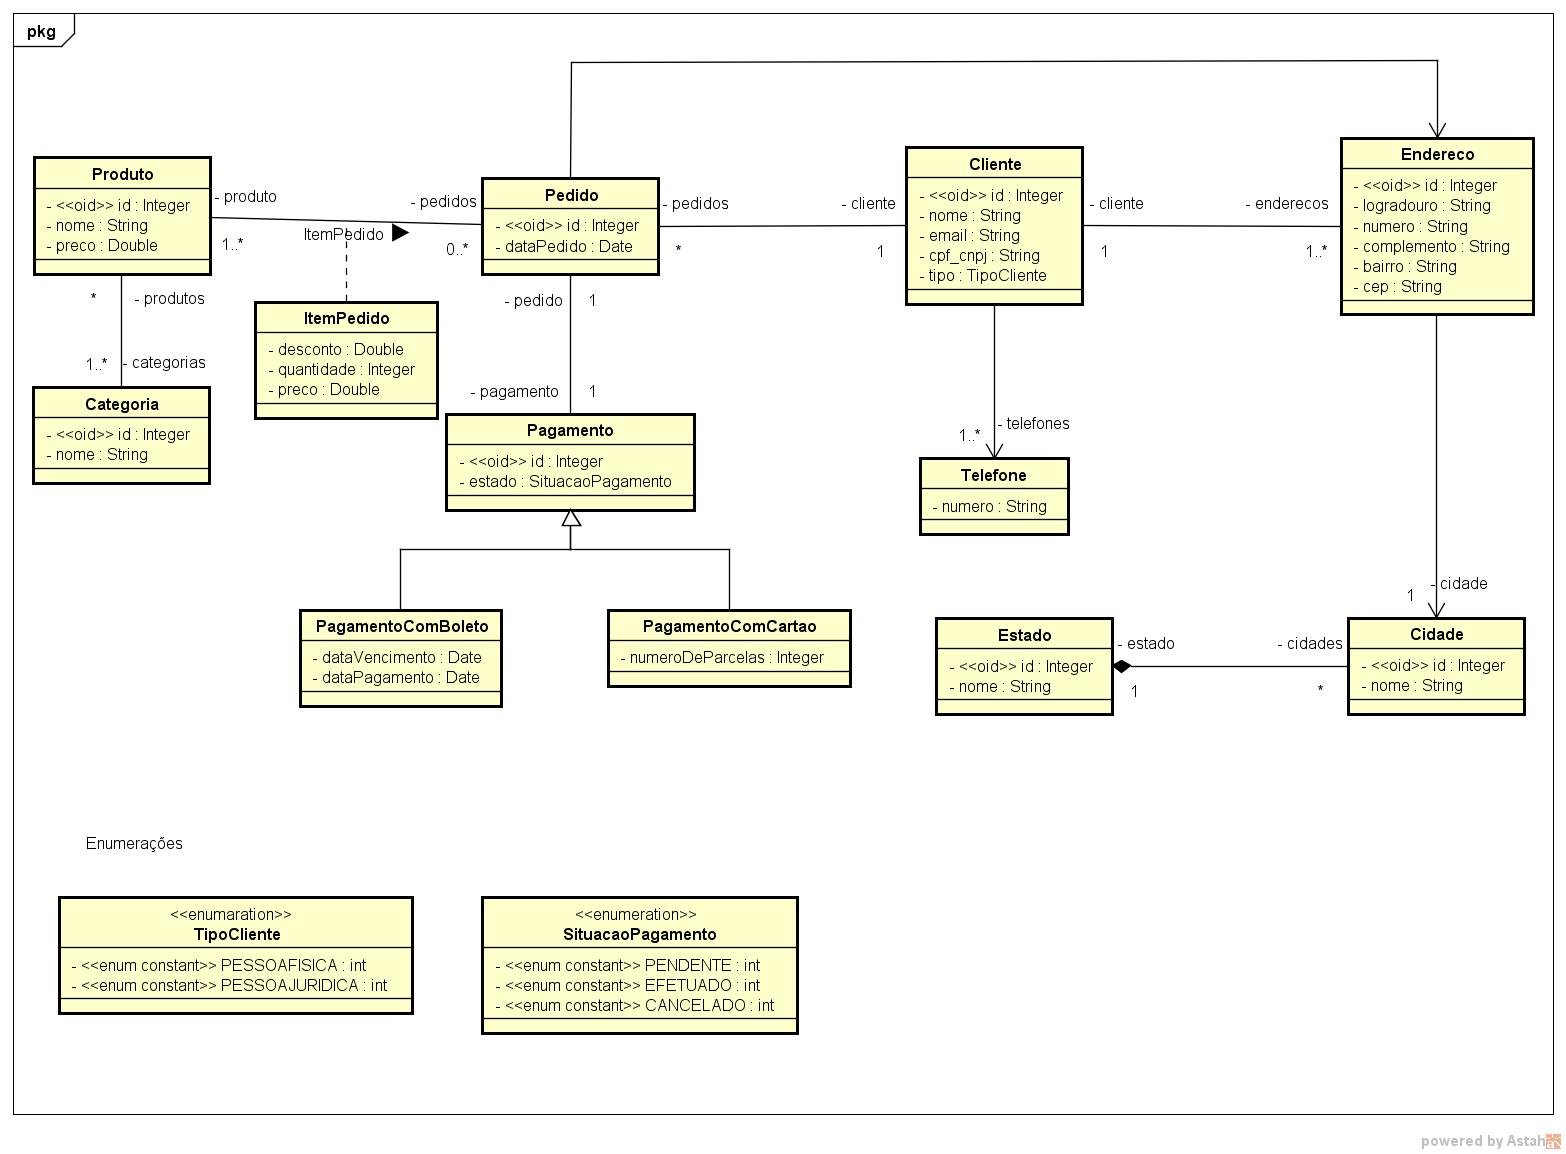 pkg
Produto
- <<oid>> id : Integer
- nome : String
- preco : Double
- produto
1..*
ItemPedido
- pedidos
0..*
Pedido
- <<oid>> id : Integer
- dataPedido : Date
- pedidos
*
- cliente
1
Cliente
- <<oid>> id : Integer
- nome : String
- email : String
- cpf_cnpj : String
- tipo : TipoCliente
- cliente
1
- enderecos
1..*
Endereco
- <<oid>> id : Integer
- logradouro : String
- numero : String
- complemento : String
- bairro : String
- cep : String
*
- produtos
1..*
- categorias
Categoria
- <<oid>> id : Integer
- nome : String
ItemPedido
- desconto : Double
- quantidade : Integer
- preco : Double
- pedido
1
- pagamento
1
Pagamento
- <<oid>> id : Integer
- estado : SituacaoPagamento
- telefones
1..*
Telefone
- numero : String
PagamentoComBoleto
- dataVencimento : Date
- dataPagamento : Date
PagamentoComCartao
- numeroDeParcelas : Integer
- cidade
1
Estado
- <<oid>> id : Integer
- nome : String
- estado
1
- cidades
*
Cidade
- <<oid>> id : Integer
- nome : String
Enumerações
<<enumaration>>
TipoCliente
- <<enum constant>> PESSOAFISICA : int
- <<enum constant>> PESSOAJURIDICA : int
<<enumeration>>
SituacaoPagamento
- <<enum constant>> PENDENTE : int
- <<enum constant>> EFETUADO : int
- <<enum constant>> CANCELADO : int
powered by Astah